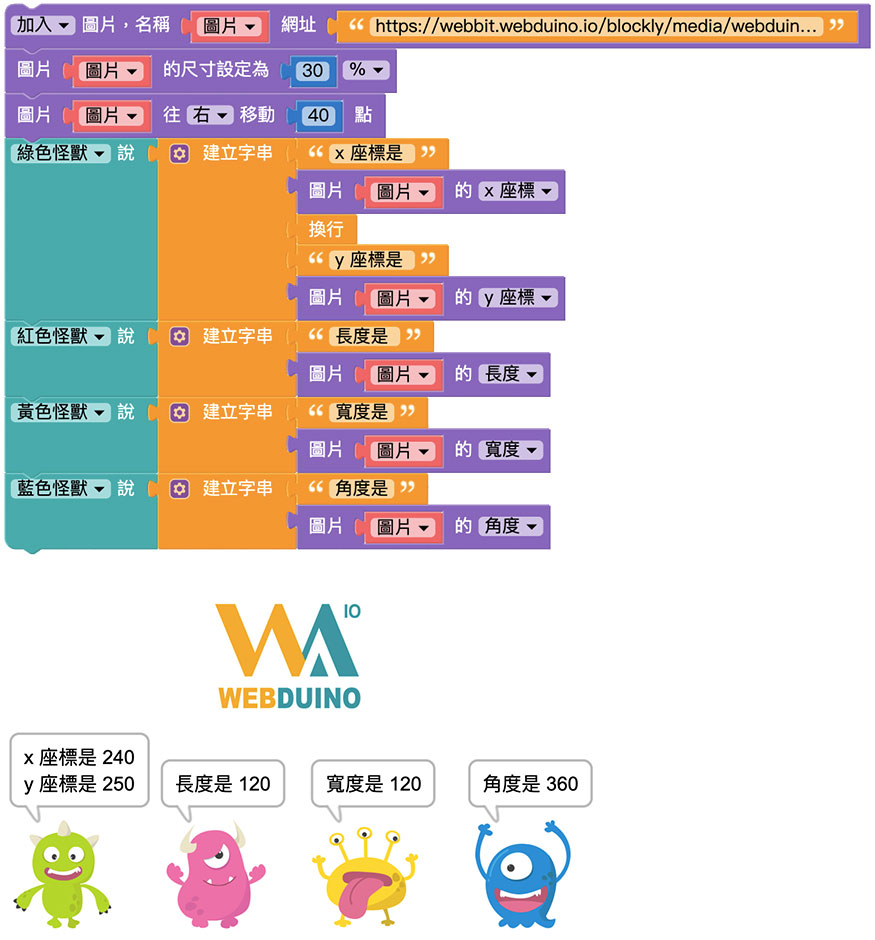 加入 圖片，名稱 圖片 網址 “ https://webbit.webduino.io/blockly/media/webduin... ”
圖片 圖片 的尺寸設定為 30 %
圖片 圖片 往 右 移動 40 點
綠色怪獸 說 建立字串 “ x 座標是 ”
圖片 圖片 的 x 座標
換行
“ y 座標是 ”
圖片 圖片 的 y 座標
紅色怪獸 說 建立字串 “ 長度是 ”
圖片 圖片 的 長度
黃色怪獸 說 建立字串 “ 寬度是 ”
圖片 圖片 的 寬度
藍色怪獸 說 建立字串 “ 角度是 ”
圖片 圖片 的 角度
IO
WEBDUINO
x 座標是 240
y 座標是 250
長度是 120
寬度是 120
角度是 360